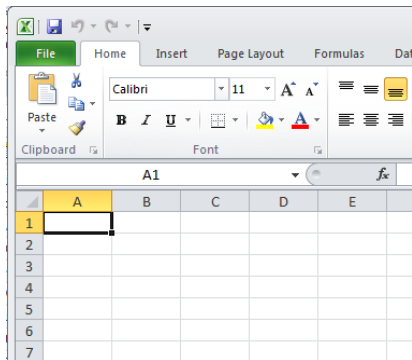 File Home Insert Page Layout Formulas Dat
Calibri 11 A A
Paste B I U A
Clipboard Font
A1 fx
A B C D E
1
2
3
4
5
6
7